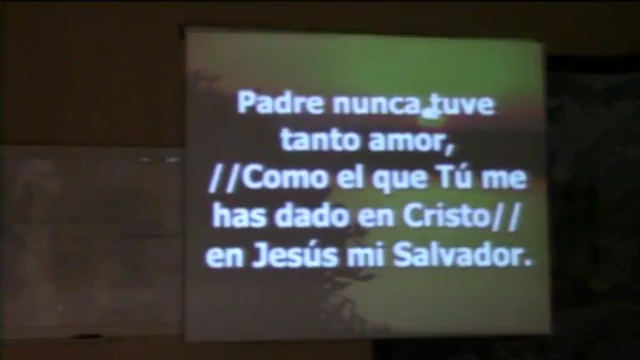 Padre nunca tuve
tanto amor,
//Como el que Tú me
has dado en Cristo//
en Jesús mi Salvador.